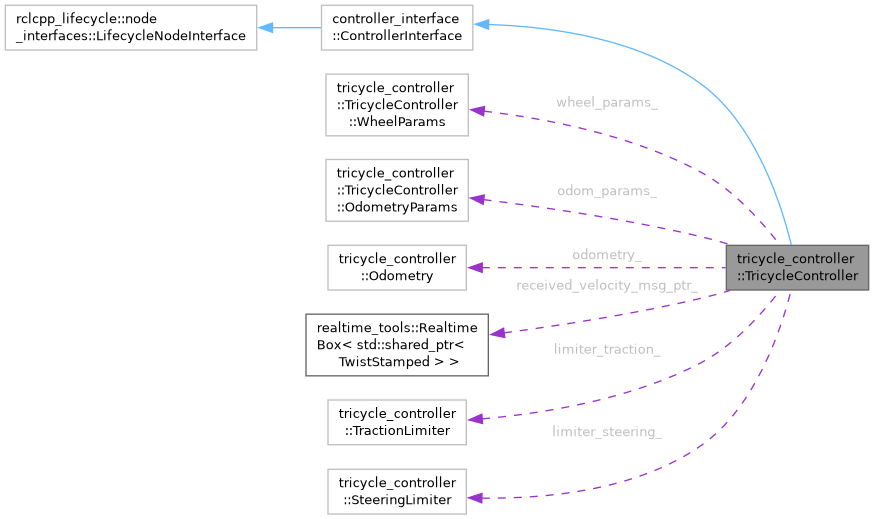 rclcpp_lifecycle::node
_interfaces::LifecycleNodeInterface
controller_interface
::ControllerInterface
tricycle_controller
::TricycleController
::WheelParams
wheel_params_
tricycle_controller
::TricycleController
::OdometryParams
odom_params_
tricycle_controller
::Odometry
odometry_
tricycle_controller
::TricycleController
received_velocity_msg_ptr_
realtime_tools::Realtime
Box< std::shared_ptr<
TwistStamped > >
limiter_traction_
tricycle_controller
::TractionLimiter
limiter_steering_
tricycle_controller
::SteeringLimiter